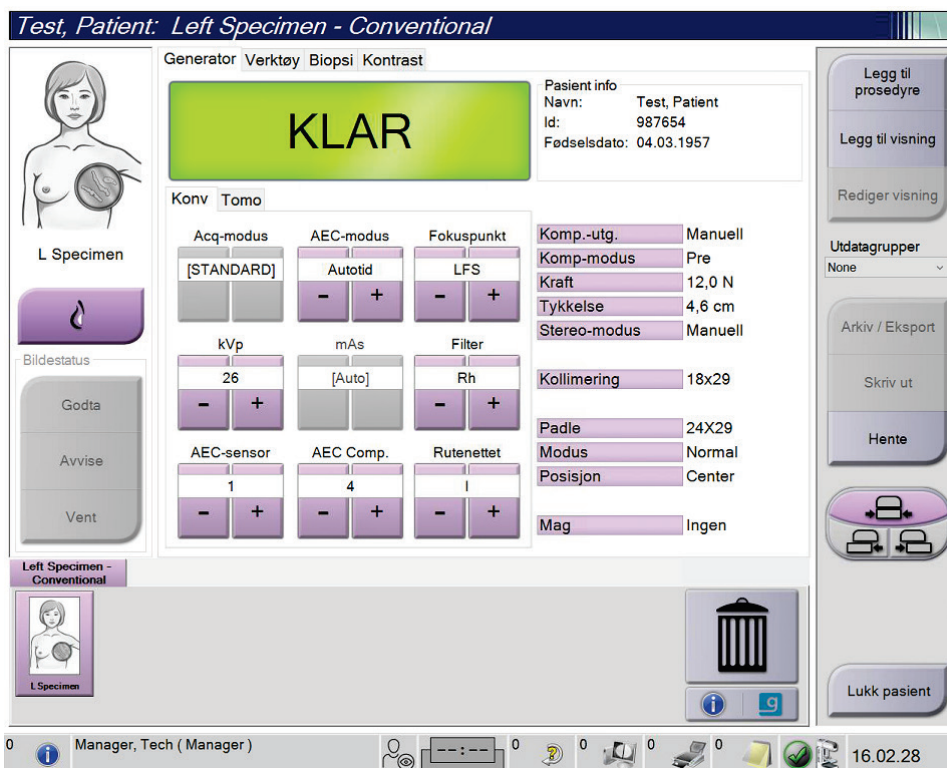 Test, Patient: Left Specimen - Conventional
L Specimen
Bildestatus
Godta
Avvise
Vent
Generator Verktøy Biopsi Kontrast
KLAR
Pasient info
Navn: Test, Patient
Id: 987654
Fødselsdato: 04.03.1957
Konv Tomo
Acq-modus AEC-modus Fokuspunkt
[STANDARD] Autotid LFS
- + - +
kVp mAs Filter
26 [Auto] Rh
- + - +
AEC-sensor AEC Comp. Rutenettet
1 4 I
- + - + - +
Komp.-utg. Manuell
Komp-modus Pre
Kraft 12,0 N
Tykkelse 4,6 cm
Stereo-modus Manuell
Kollimering 18x29
Padle 24X29
Modus Normal
Posisjon Center
Mag Ingen
Legg til
prosedyre
Legg til visning
Rediger visning
Utdatagrupper
None
Arkiv / Eksport
Skriv ut
Hente
Lukk pasient
Left Specimen -
Conventional
L Specimen
0 Manager, Tech ( Manager ) --:-- 0 0 0 0 16.02.28